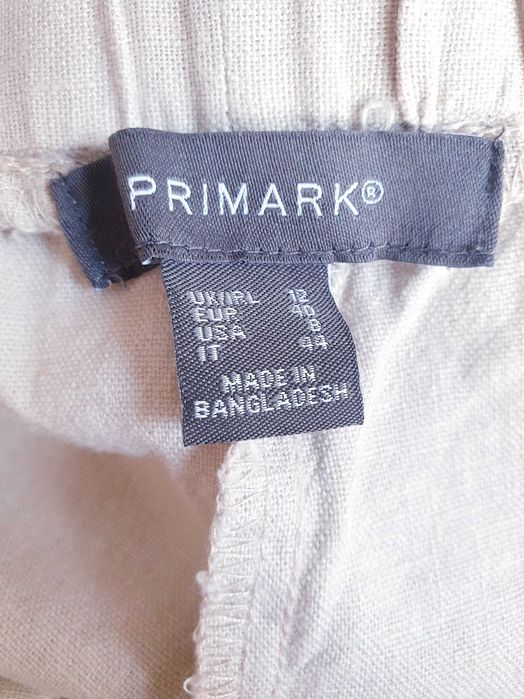 PRIMARK®
UK/IRL 12
EUR 40
USA 8
IT 44
MADE IN
BANGLADESH